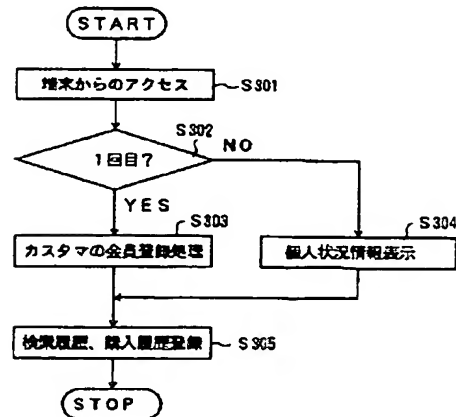 START
端末からのアクセス
S301
S302
1回目?
NO
YES
S303
カスタマの会員登録処理
S304
個人状況情報表示
検索履歴、購入履歴登録
S305
STOP